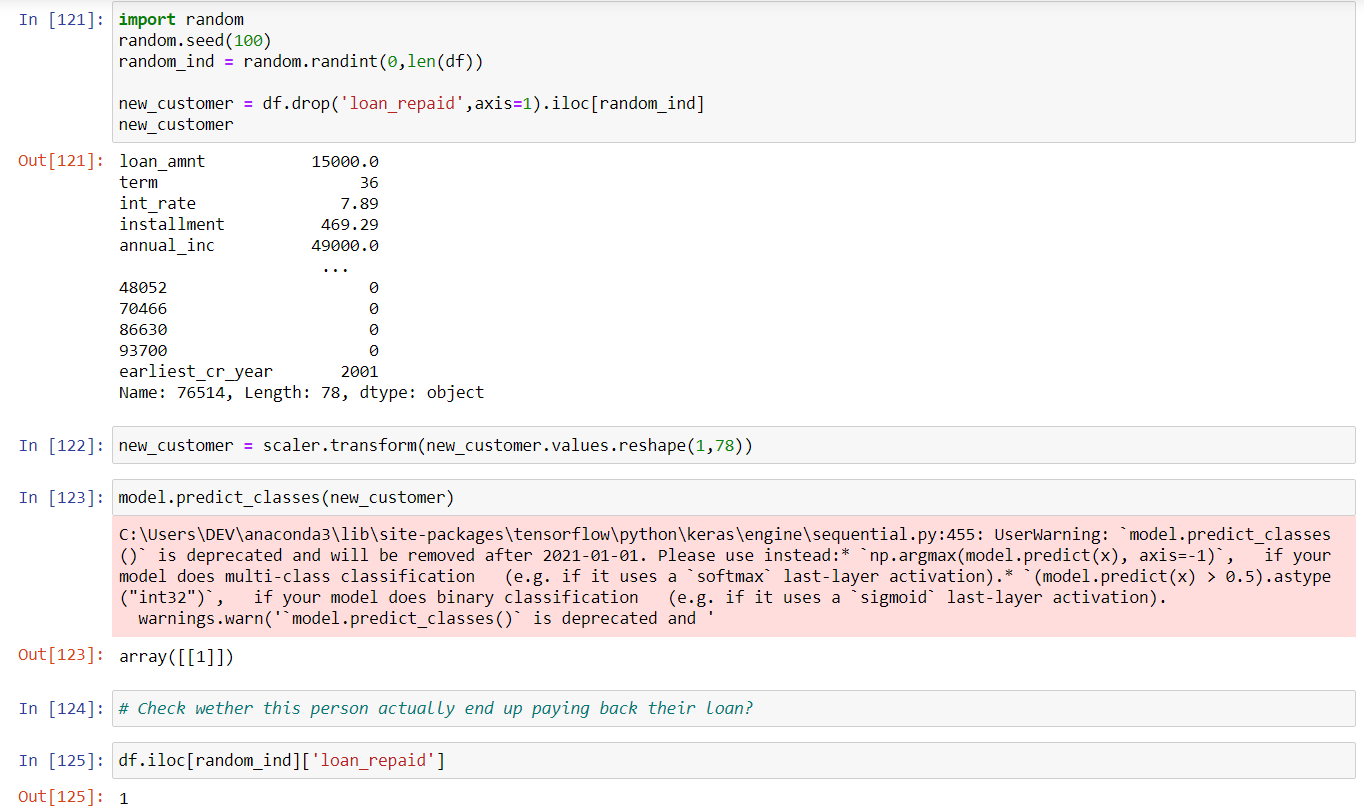 In [121]: import random
random.seed(100)
random_ind = random.randint(0,len(df))
new_customer = df.drop('loan_repaid',axis=1).iloc[random_ind]
new_customer
Out[121]: loan_amnt 15000.0
term 36
int_rate 7.89
installment 469.29
annual_inc 49000.0
...
48052 0
70466 0
86630 0
93700 0
earliest_cr_year 2001
Name: 76514, Length: 78, dtype: object
In [122]: new_customer = scaler.transform(new_customer.values.reshape(1,78))
In [123]: model.predict_classes(new_customer)
C:\Users\DEV\anaconda3\lib\site-packages\tensorflow\python\keras\engine\sequential.py:455: UserWarning: `model.predict_classes
()` is deprecated and will be removed after 2021-01-01. Please use instead:* `np.argmax(model.predict(x), axis=-1)`,   if your
model does multi-class classification   (e.g. if it uses a `softmax` last-layer activation).* `(model.predict(x) > 0.5).astype
("int32")`,   if your model does binary classification   (e.g. if it uses a `sigmoid` last-layer activation).
warnings.warn('`model.predict_classes()` is deprecated and '
Out[123]: array([[1]])
In [124]: # Check wether this person actually end up paying back their loan?
In [125]: df.iloc[random_ind]['loan_repaid']
Out[125]: 1